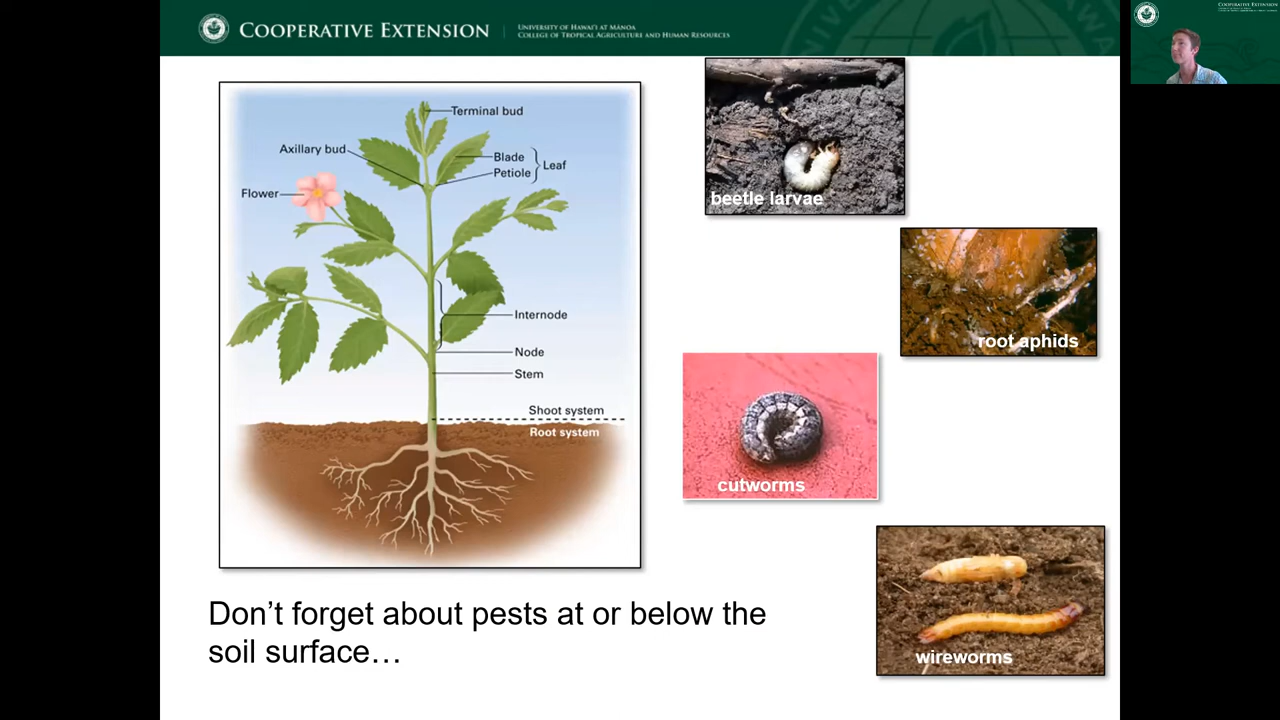 COOPERATIVE EXTENSION
UNIVERSITY OF HAWAI'I AT MĀNOA
COLLEGE OF TROPICAL AGRICULTURE AND HUMAN RESOURCES
Terminal bud
Axillary bud
Blade
Petiole
Leaf
Flower
Internode
Node
Stem
Shoot system
Root system
beetle larvae
root aphids
cutworms
wireworms
Don't forget about pests at or below the
soil surface…
COOPERATIVE EXTENSION